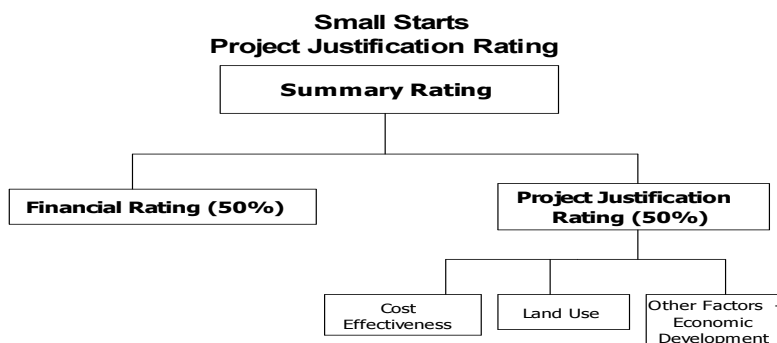 Small Starts
Project Justification Rating
Summary Rating
Financial Rating (50%)
Project Justification
Rating (50%)
Cost
Effectiveness
Land Use
Other Factors -
Economic
Development